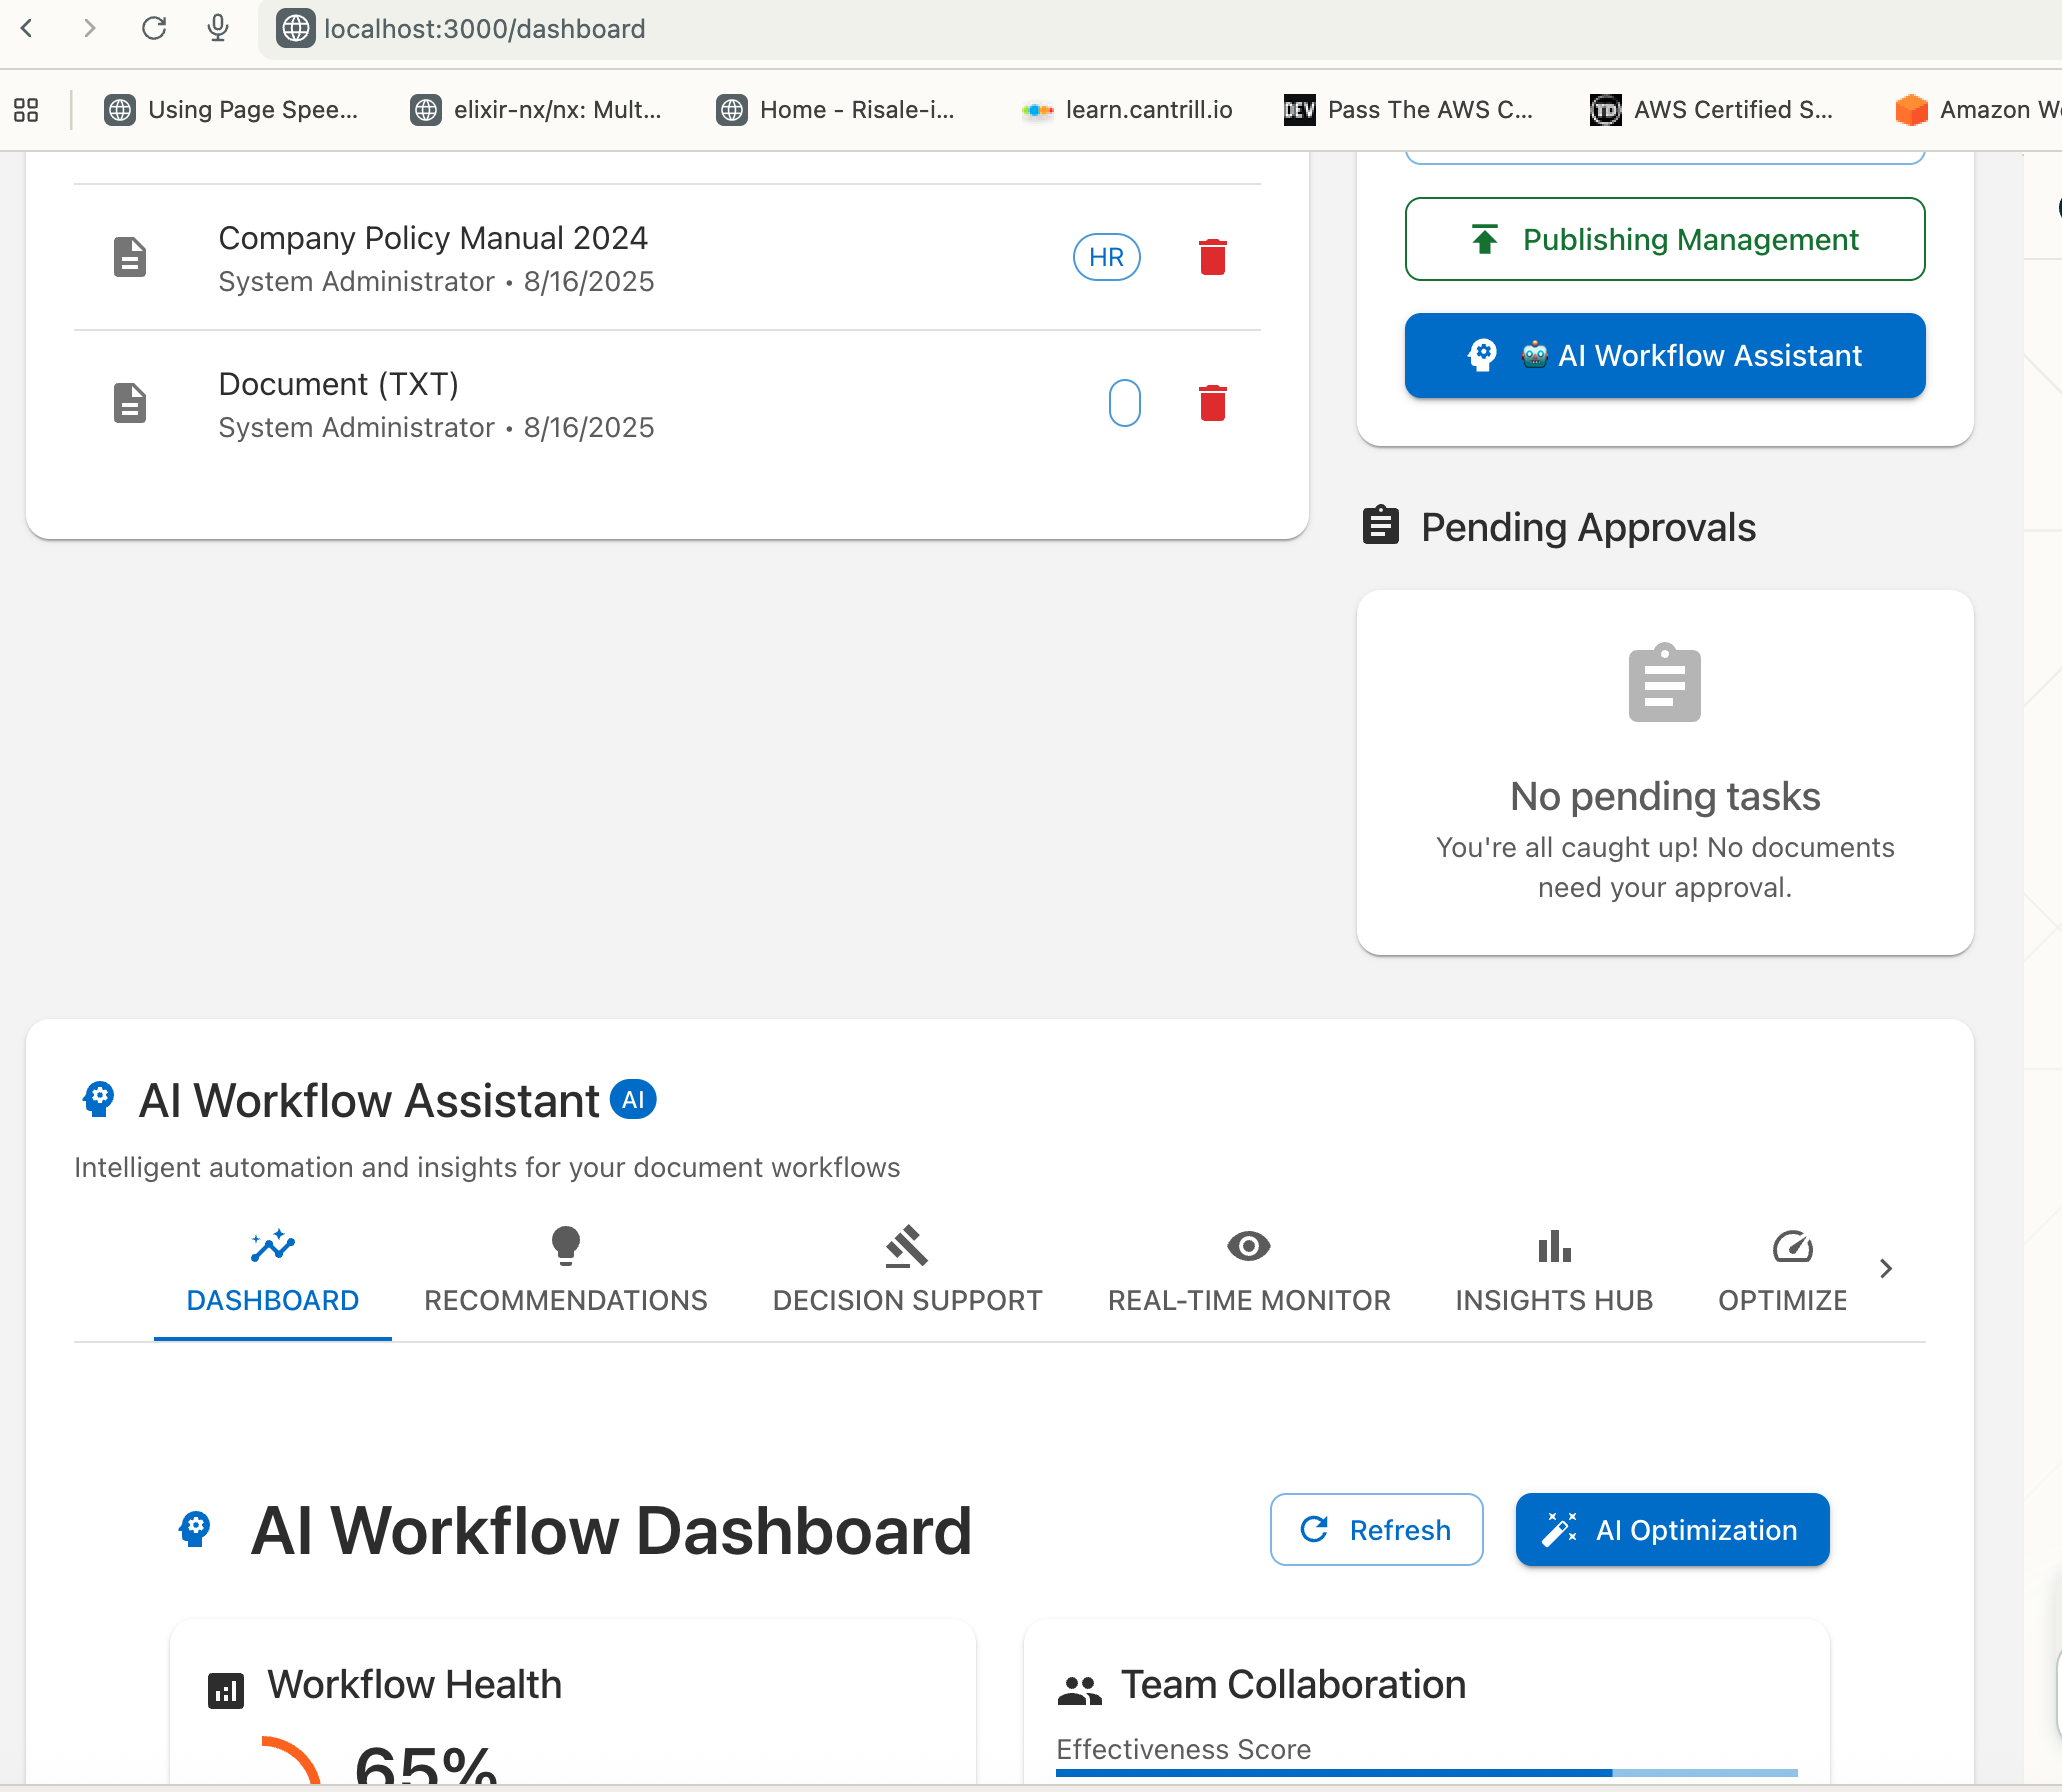 localhost:3000/dashboard
Using Page Spee...
elixir-nx/nx: Mult...
Home - Risale-i...
learn.cantrill.io
DEV
Pass The AWS C...
TD
AWS Certified S...
Amazon
Company Policy Manual 2024
System Administrator • 8/16/2025
HR
Document (TXT)
System Administrator • 8/16/2025
Publishing Management
🤖 AI Workflow Assistant
Pending Approvals
No pending tasks
You're all caught up! No documents
need your approval.
AI Workflow Assistant AI
Intelligent automation and insights for your document workflows
DASHBOARD
RECOMMENDATIONS
DECISION SUPPORT
REAL-TIME MONITOR
INSIGHTS HUB
OPTIMIZE
AI Workflow Dashboard
Refresh
AI Optimization
Workflow Health
65%
Team Collaboration
Effectiveness Score